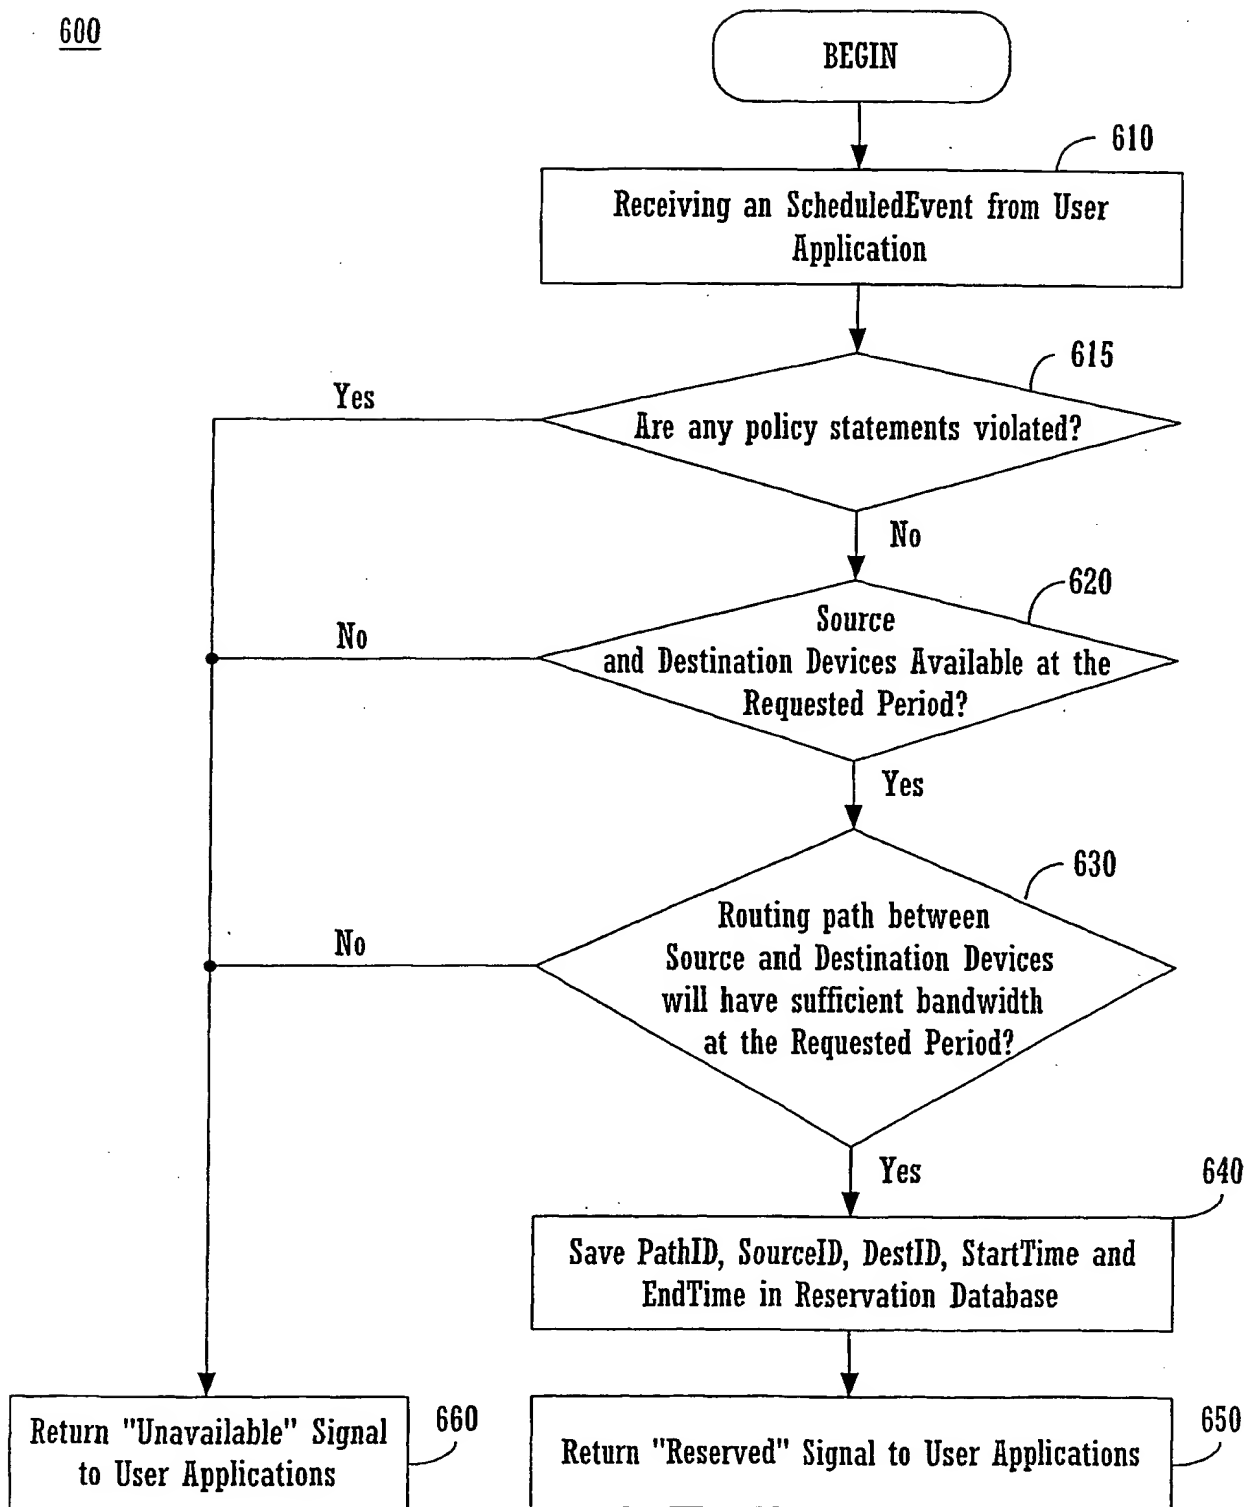 600
BEGIN
610
Receiving an ScheduledEvent from User
Application
615
Yes
Are any policy statements violated?
No
620
Source
No
and Destination Devices Available at the
Requested Period?
Yes
630
Routing path between
No
Source and Destination Devices
will have sufficient bandwidth
at the Requested Period?
Yes
640
Save PathID, SourceID, DestID, StartTime and
EndTime in Reservation Database
Return "Unavailable" Signal
to User Applications
660
Return "Reserved" Signal to User Applications
650